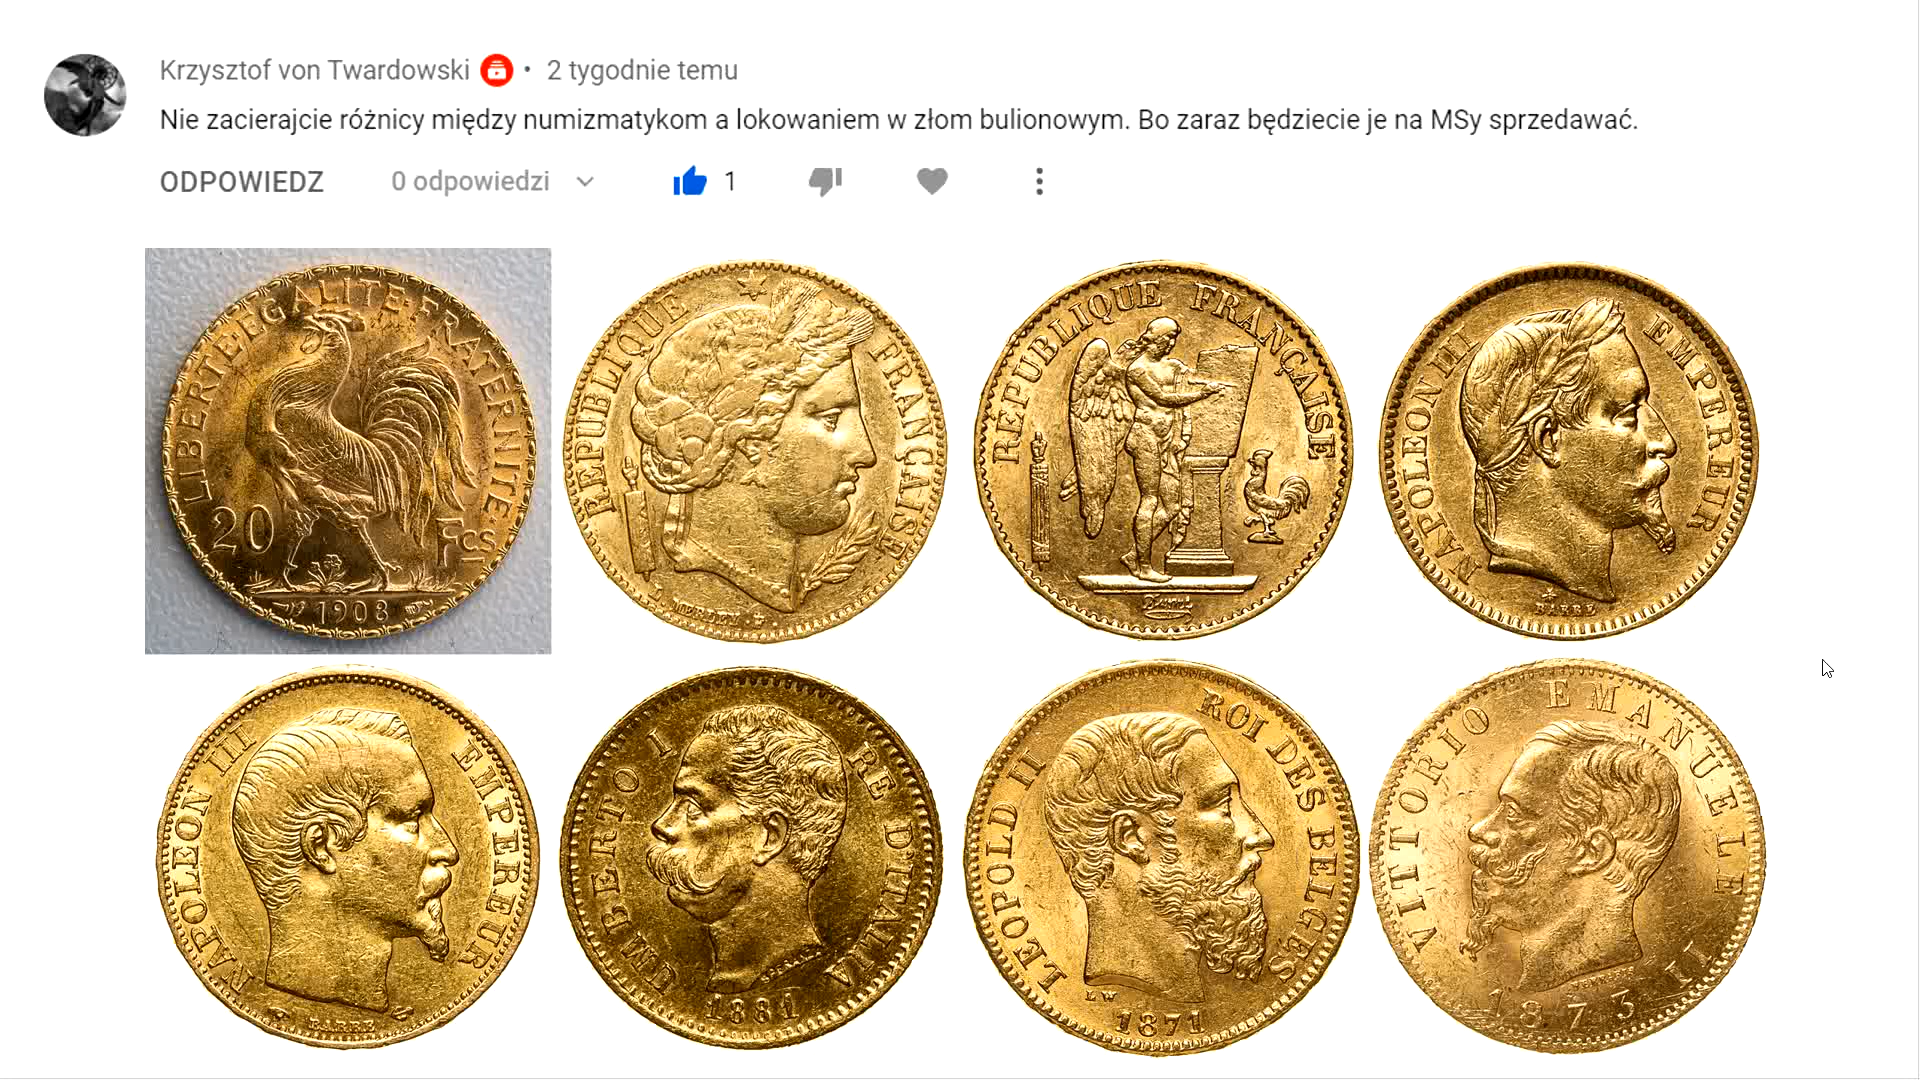 Krzysztof von Twardowski • 2 tygodnie temu
Nie zacierajcie różnicy między numizmatykom a lokowaniem w złom bulionowym. Bo zaraz będziecie je na MSy sprzedawać.
ODPOWIEDZ 0 odpowiedzi 1
LIBERTE·EGALITE·FRATERNITE·
20 Fcs
1908
REPUBLIQUE FRANÇAISE
REPUBLIQUE FRANÇAISE
NAPOLEON III EMPEREUR
BARRE
NAPOLEON III EMPEREUR
BARRE
UMBERTO I RE D'ITALIA
1881
LEOPOLD II ROI DES BELGES
L W
1871
VITTORIO EMANUELE II
1873